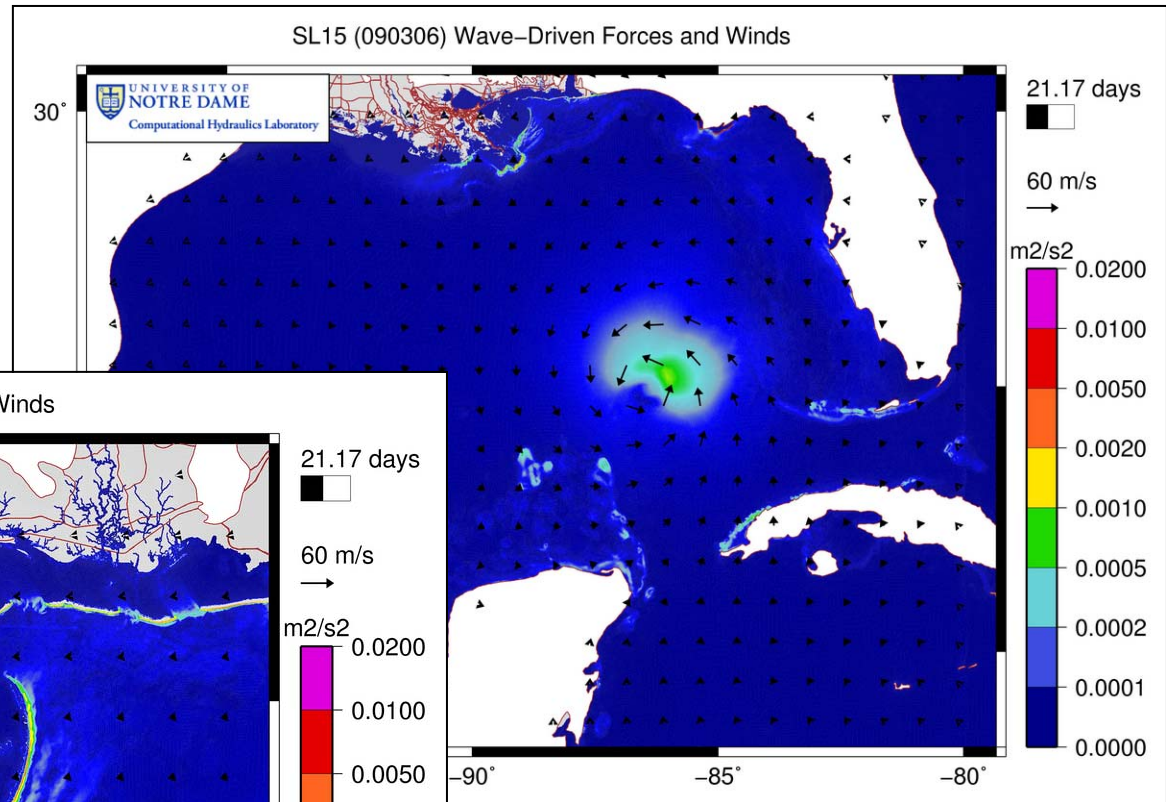 SL15 (090306) Wave−Driven Forces and Winds
UNIVERSITY OF
NOTRE DAME
Computational Hydraulics Laboratory
30°
21.17 days
60 m/s
m2/s2
0.0200
0.0100
0.0050
0.0020
0.0010
0.0005
0.0002
0.0001
0.0000
−90°
−85°
−80°
Winds
21.17 days
60 m/s
m2/s2
0.0200
0.0100
0.0050